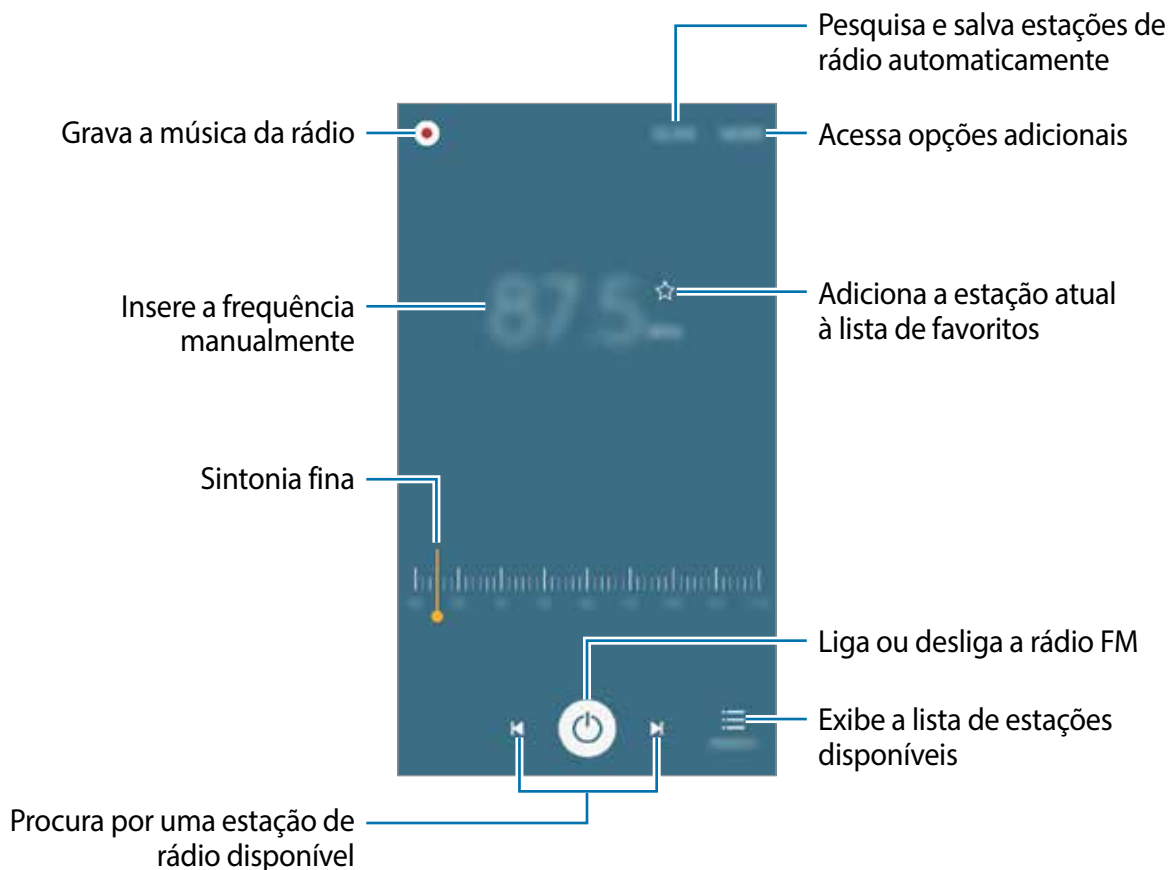 Pesquisa e salva estações de
rádio automaticamente
Grava a música da rádio
Acessa opções adicionais
87.5
Insere a frequência
manualmente
Adiciona a estação atual
à lista de favoritos
Sintonia fina
Liga ou desliga a rádio FM
Exibe a lista de estações
disponíveis
Procura por uma estação de
rádio disponível